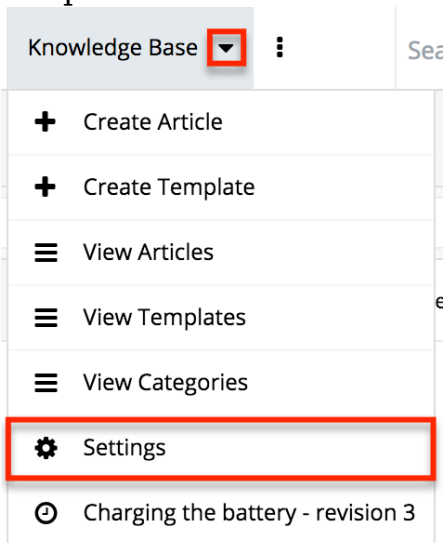 Knowledge Base
Sea
Create Article
Create Template
View Articles
View Templates
View Categories
Settings
Charging the battery - revision 3